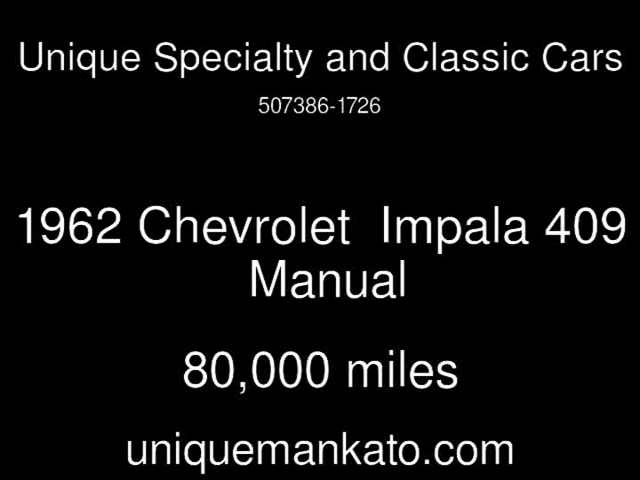 Unique Specialty and Classic Cars
507386-1726
1962 Chevrolet  Impala 409
Manual
80,000 miles
uniquemankato.com